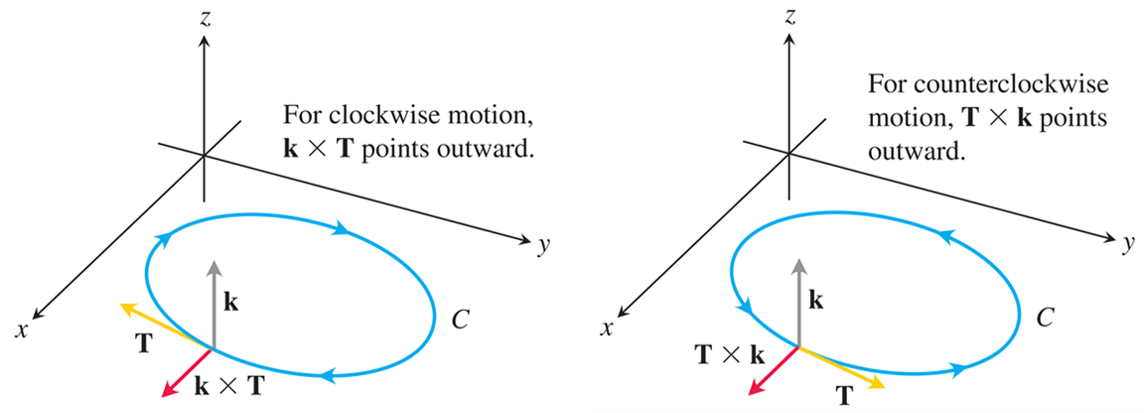 z
For clockwise motion,
𝐤 × 𝐓 points outward.
y
x
k
T
k × T
C
z
For counterclockwise
motion, T × k points
outward.
y
x
k
T × k
T
C